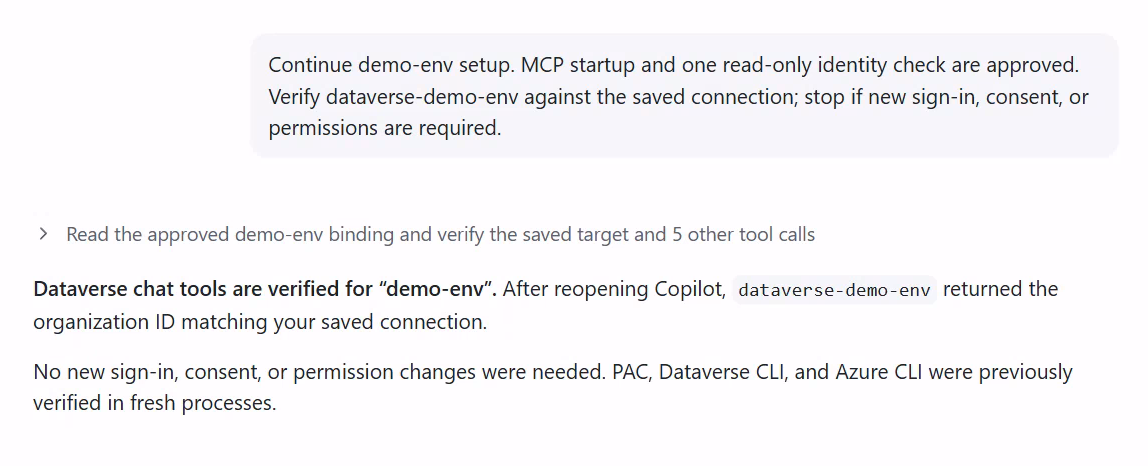 Continue demo-env setup. MCP startup and one read-only identity check are approved.
Verify dataverse-demo-env against the saved connection; stop if new sign-in, consent, or
permissions are required.
Read the approved demo-env binding and verify the saved target and 5 other tool calls
Dataverse chat tools are verified for “demo-env”. After reopening Copilot, dataverse-demo-env returned the
organization ID matching your saved connection.
No new sign-in, consent, or permission changes were needed. PAC, Dataverse CLI, and Azure CLI were previously
verified in fresh processes.